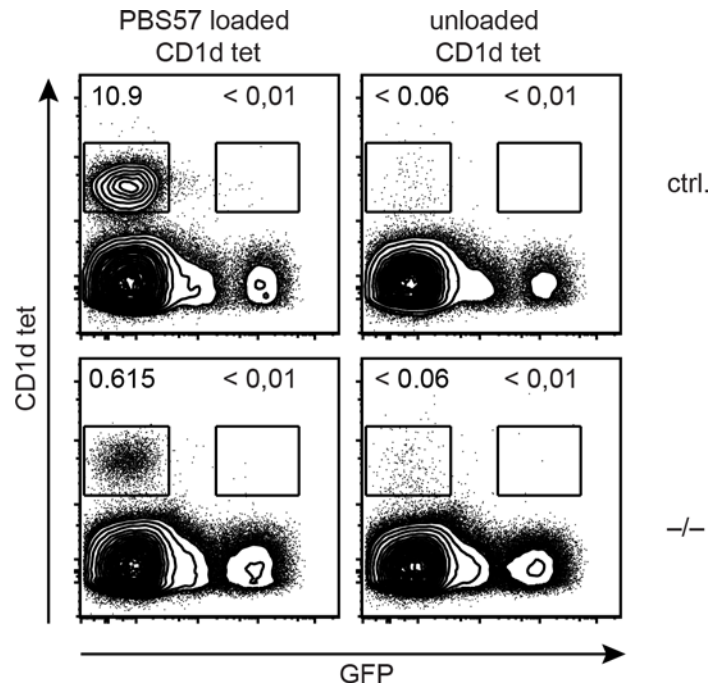 PBS57 loaded
CD1d tet
unloaded
CD1d tet
10.9 < 0,01
< 0.06 < 0,01
ctrl.
0.615 < 0,01
< 0.06 < 0,01
–/–
CD1d tet
GFP